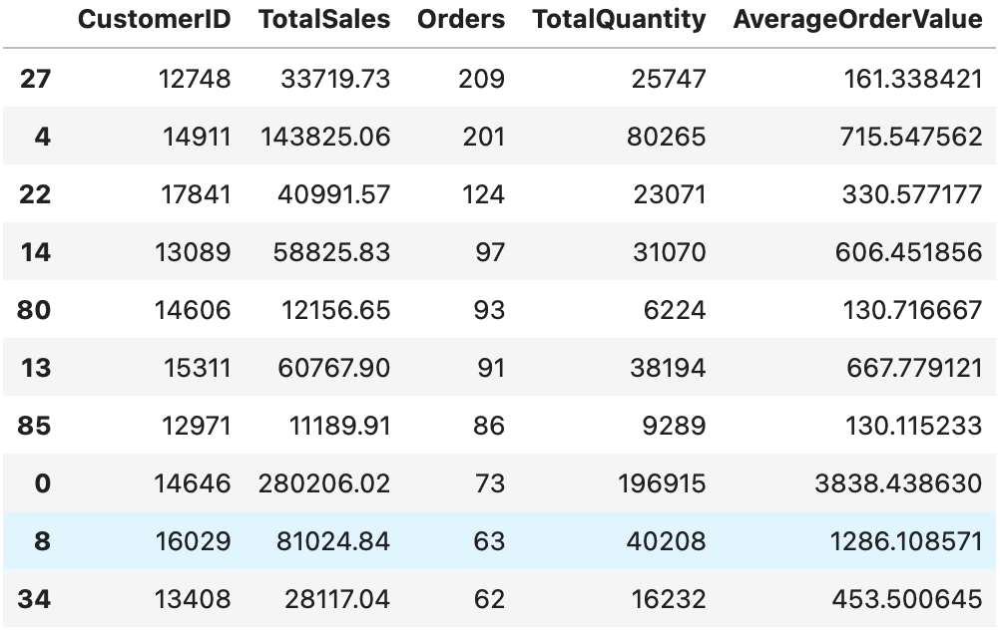 CustomerID TotalSales Orders TotalQuantity AverageOrderValue
27 12748 33719.73 209 25747 161.338421
4 14911 143825.06 201 80265 715.547562
22 17841 40991.57 124 23071 330.577177
14 13089 58825.83 97 31070 606.451856
80 14606 12156.65 93 6224 130.716667
13 15311 60767.90 91 38194 667.779121
85 12971 11189.91 86 9289 130.115233
0 14646 280206.02 73 196915 3838.438630
8 16029 81024.84 63 40208 1286.108571
34 13408 28117.04 62 16232 453.500645